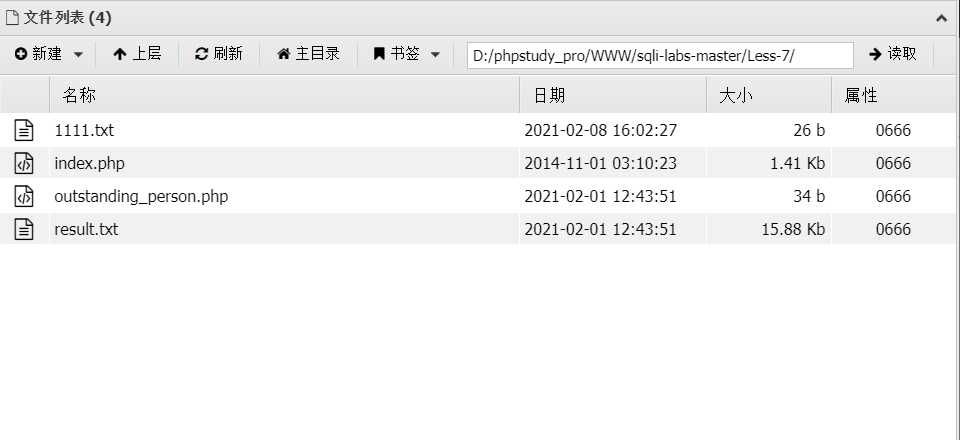 文件列表 (4)
新建 上层 刷新 主目录 书签 D:/phpstudy_pro/WWW/sqli-labs-master/Less-7/ 读取
名称 日期 大小 属性
1111.txt 2021-02-08 16:02:27 26 b 0666
index.php 2014-11-01 03:10:23 1.41 Kb 0666
outstanding_person.php 2021-02-01 12:43:51 34 b 0666
result.txt 2021-02-01 12:43:51 15.88 Kb 0666